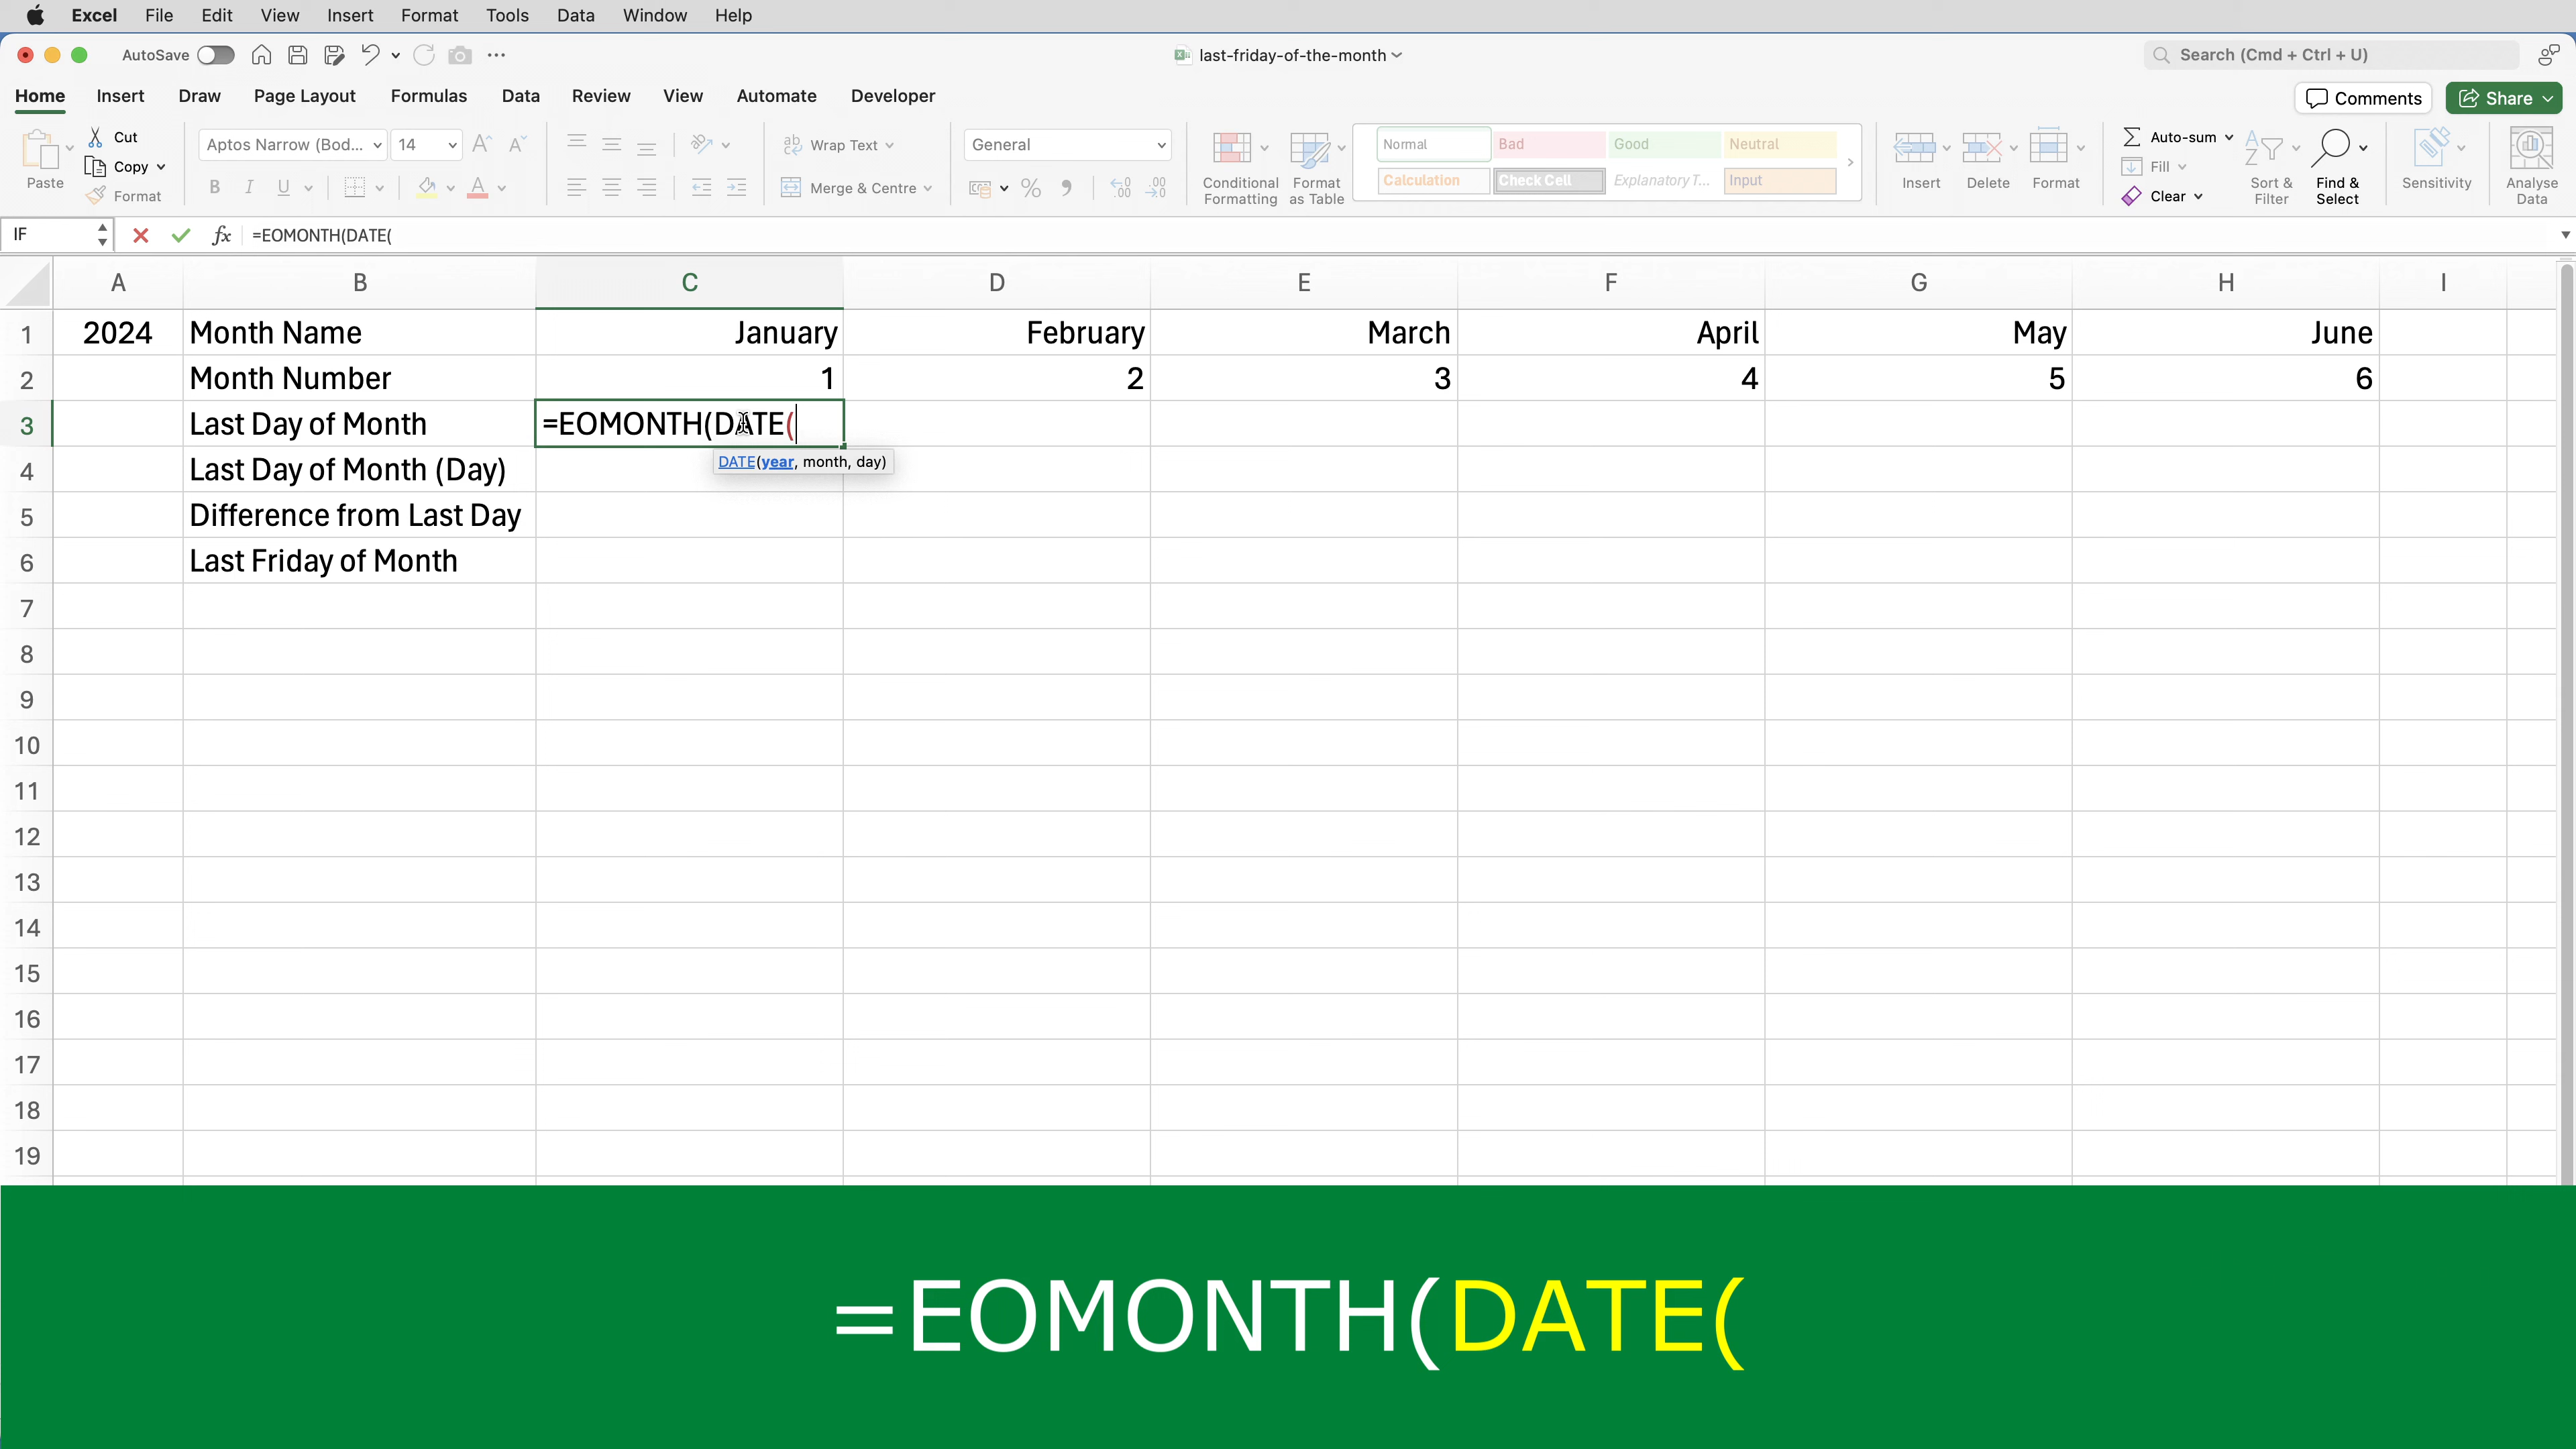 Excel File Edit View Insert Format Tools Data Window Help
AutoSave last-friday-of-the-month Search (Cmd + Ctrl + U)
Home Insert Draw Page Layout Formulas Data Review View Automate Developer Comments Share
Paste Cut Copy Format
Aptos Narrow (Bod... 14
B I U A
ab Wrap Text
Merge & Centre
General
% .00
Conditional Formatting
Format as Table
Normal Bad Good Neutral
Calculation Check Cell Explanatory T... Input
Insert Delete Format
Auto-sum
Fill
Clear
Sort & Filter
Find & Select
Sensitivity
Analyse Data
IF fx =EOMONTH(DATE(
A B C D E F G H I
1 2024 Month Name January February March April May June
2 Month Number 1 2 3 4 5 6
3 Last Day of Month =EOMONTH(DATE(
DATE(year, month, day)
4 Last Day of Month (Day)
5 Difference from Last Day
6 Last Friday of Month
7
8
9
10
11
12
13
14
15
16
17
18
19
=EOMONTH(DATE(